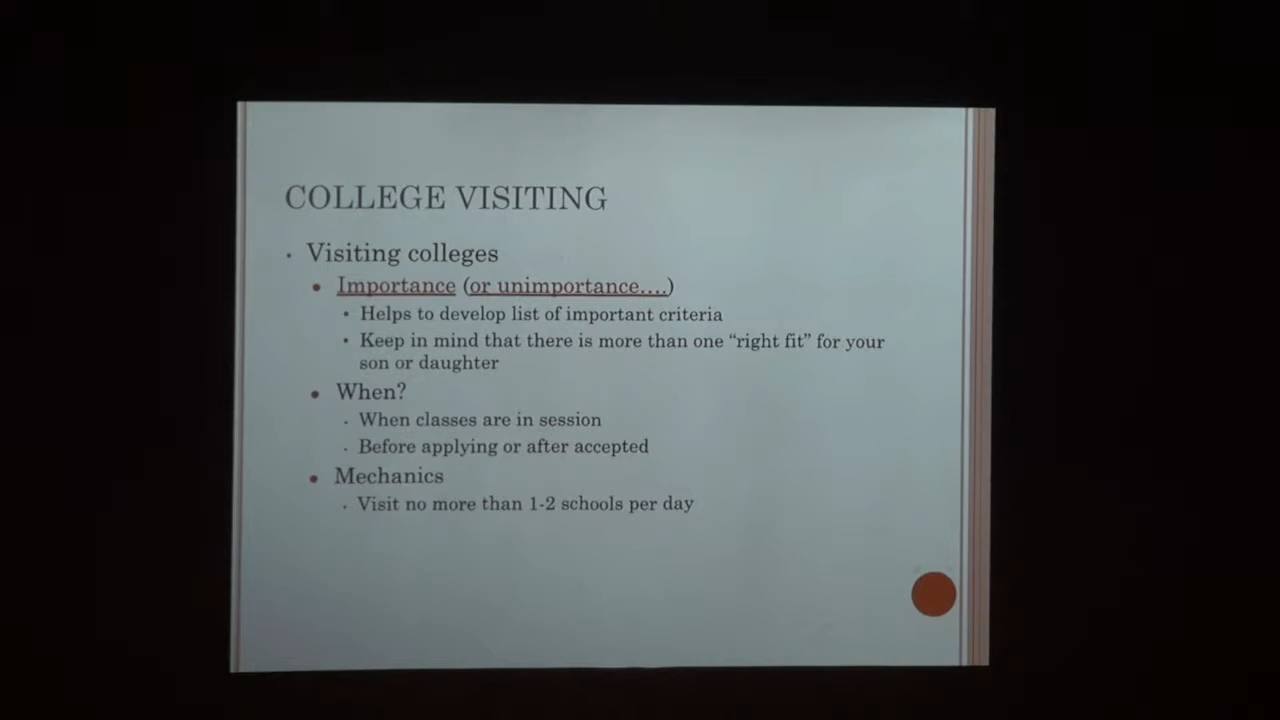 COLLEGE VISITING
• Visiting colleges
• Importance (or unimportance....)
• Helps to develop list of important criteria
• Keep in mind that there is more than one “right fit” for your
son or daughter
• When?
• When classes are in session
• Before applying or after accepted
• Mechanics
• Visit no more than 1-2 schools per day